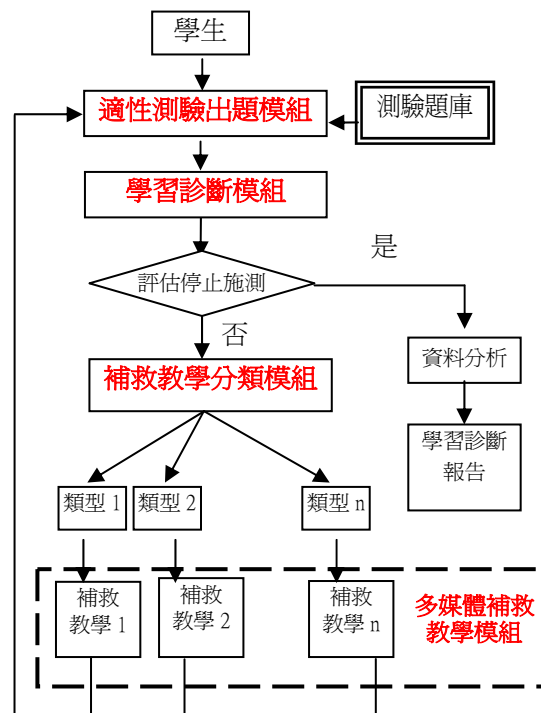 學生
適性測驗出題模組
測驗題庫
學習診斷模組
是
評估停止施測
否
資料分析
補救教學分類模組
學習診斷
報告
類型 1
類型 2
類型 n
補救
教學 1
補救
教學 2
補救
教學 n
多媒體補救
教學模組